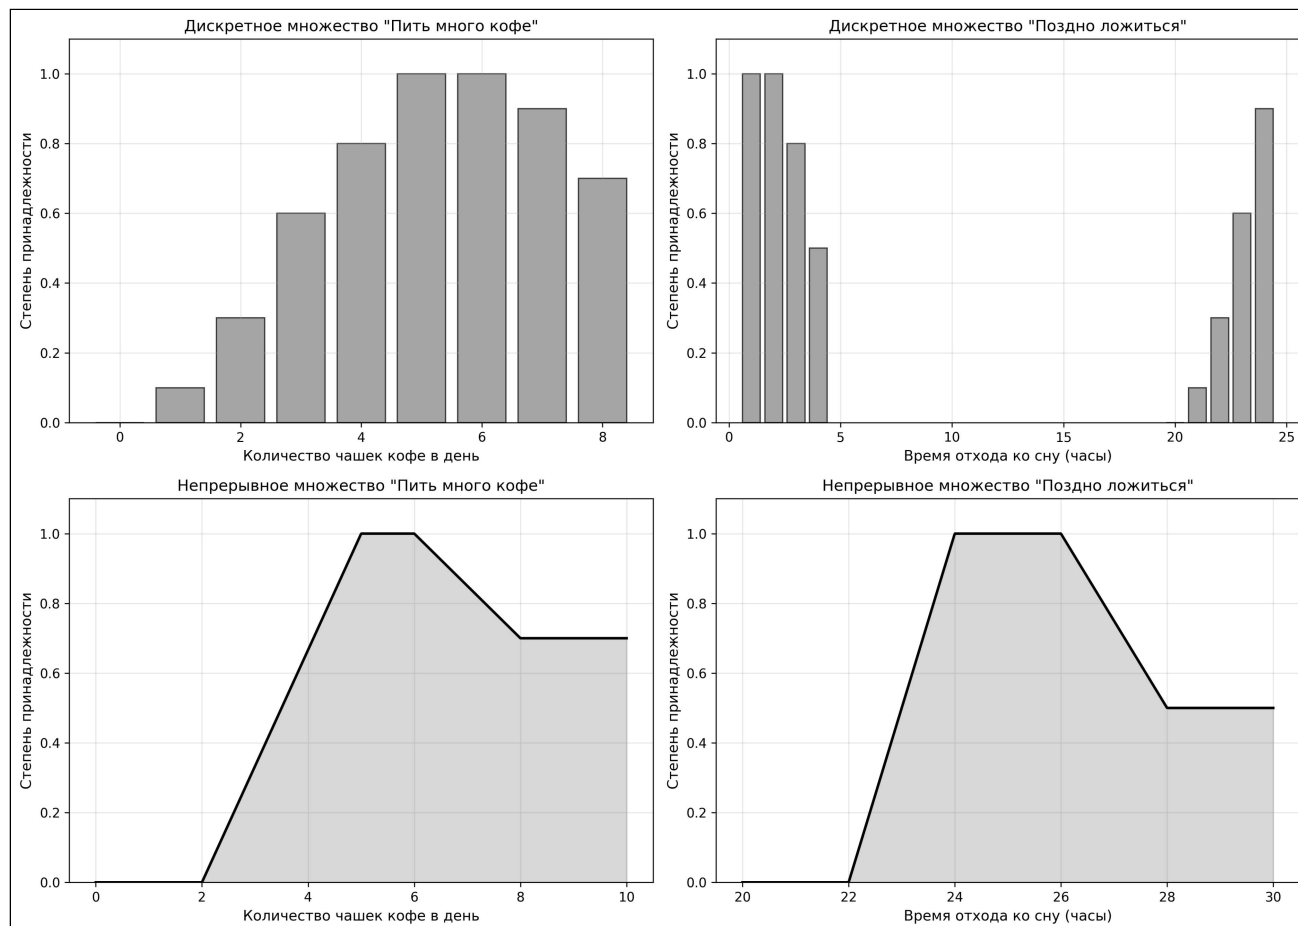 Дискретное множество "Пить много кофе"
Степень принадлежности
1.0
0.8
0.6
0.4
0.2
0.0
0 2 4 6 8
Количество чашек кофе в день
Дискретное множество "Поздно ложиться"
Степень принадлежности
1.0
0.8
0.6
0.4
0.2
0.0
0 5 10 15 20 25
Время отхода ко сну (часы)
Непрерывное множество "Пить много кофе"
Степень принадлежности
1.0
0.8
0.6
0.4
0.2
0.0
0 2 4 6 8 10
Количество чашек кофе в день
Непрерывное множество "Поздно ложиться"
Степень принадлежности
1.0
0.8
0.6
0.4
0.2
0.0
20 22 24 26 28 30
Время отхода ко сну (часы)